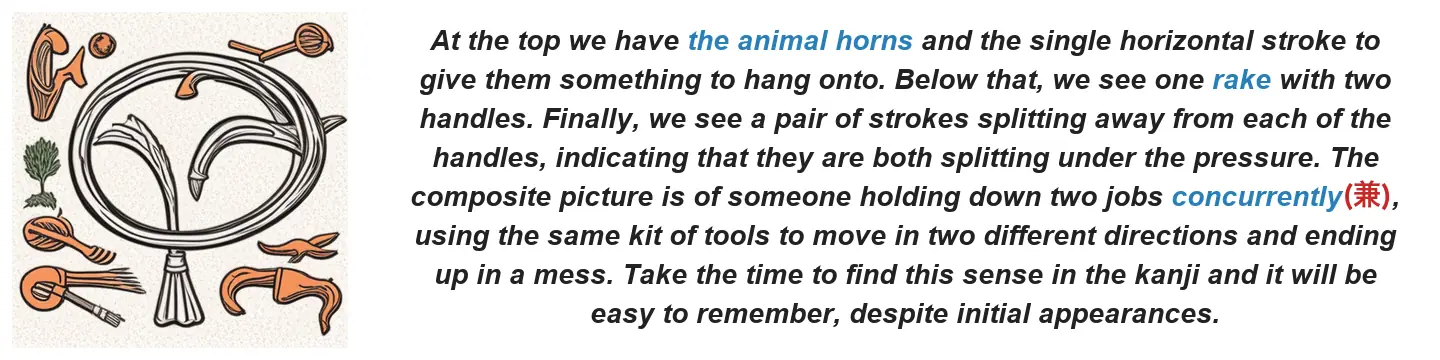 At the top we have the animal horns and the single horizontal stroke to
give them something to hang onto. Below that, we see one rake with two
handles. Finally, we see a pair of strokes splitting away from each of the
handles, indicating that they are both splitting under the pressure. The
composite picture is of someone holding down two jobs concurrently(兼),
using the same kit of tools to move in two different directions and ending
up in a mess. Take the time to find this sense in the kanji and it will be
easy to remember, despite initial appearances.